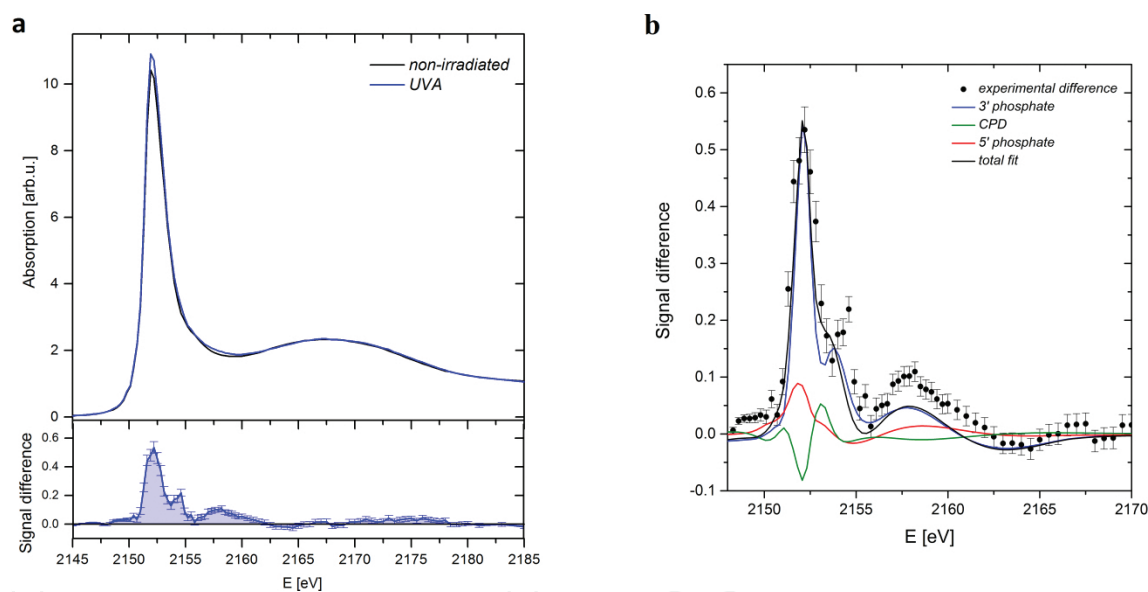 a
Absorption [arb.u.]
10
8
6
4
2
0
non-irradiated
UVA
Signal difference
0.6
0.4
0.2
0.0
2145 2150 2155 2160 2165 2170 2175 2180 2185
E [eV]
b
Signal difference
0.6
0.5
0.4
0.3
0.2
0.1
0.0
-0.1
experimental difference
3' phosphate
CPD
5' phosphate
total fit
2150 2155 2160 2165 2170
E [eV]